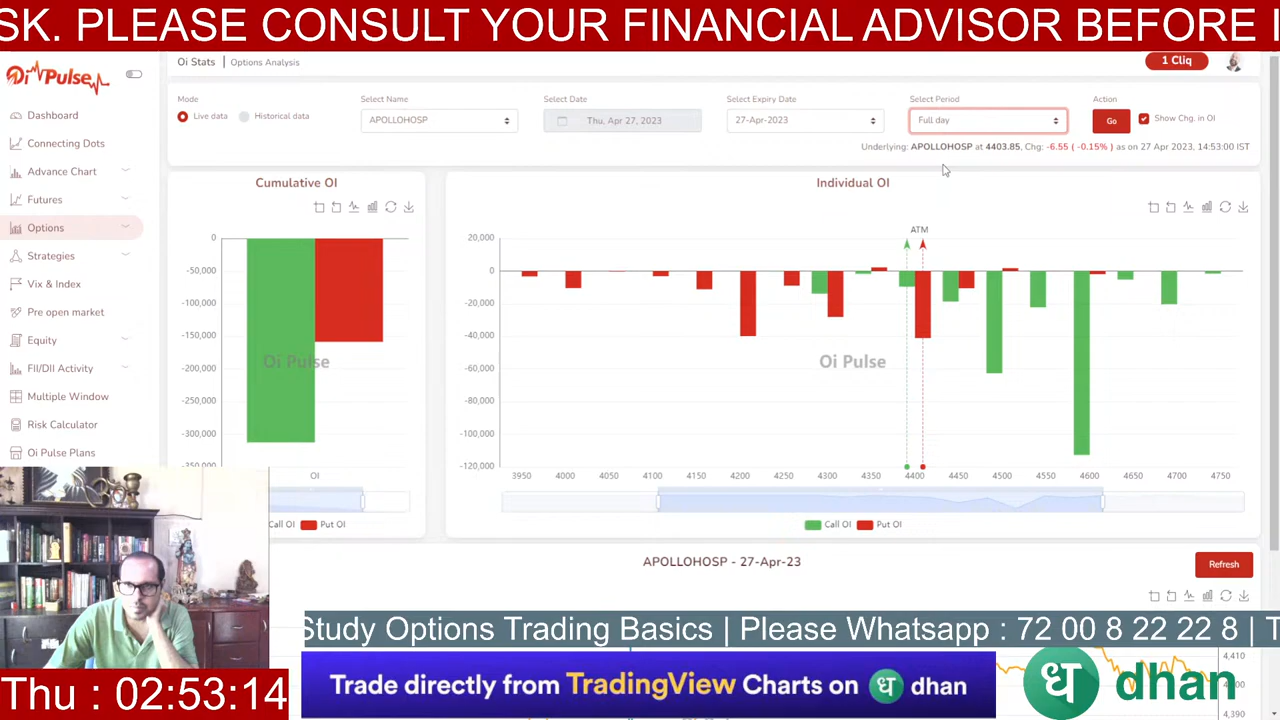 SK. PLEASE CONSULT YOUR FINANCIAL ADVISOR BEFORE I
Oi Pulse
Oi Stats | Options Analysis
1 Cliq
Mode
Live data
Historical data
Select Name
APOLLOHOSP
Select Date
Thu, Apr 27, 2023
Select Expiry Date
27-Apr-2023
Select Period
Full day
Action
Go
Show Chg. in OI
Underlying: APOLLOHOSP at 4403.85, Chg: -6.55 ( -0.15% ) as on 27 Apr 2023, 14:53:00 IST
Dashboard
Connecting Dots
Advance Chart
Futures
Options
Strategies
Vix & Index
Pre open market
Equity
FII/DII Activity
Multiple Window
Risk Calculator
Oi Pulse Plans
Cumulative OI
0
-50,000
-100,000
-150,000
-200,000
-250,000
-300,000
-350,000
Oi Pulse
OI
Call OI Put OI
Individual OI
ATM
20,000
0
-20,000
-40,000
-60,000
-80,000
-100,000
-120,000
Oi Pulse
3950 4000 4050 4100 4150 4200 4250 4300 4350 4400 4450 4500 4550 4600 4650 4700 4750
Call OI Put OI
APOLLOHOSP - 27-Apr-23
Refresh
Study Options Trading Basics | Please Whatsapp : 72 00 8 22 22 8 | T
4,410
4,400
4,390
Thu : 02:53:14
Trade directly from TradingView Charts on ध dhan
ध dhan